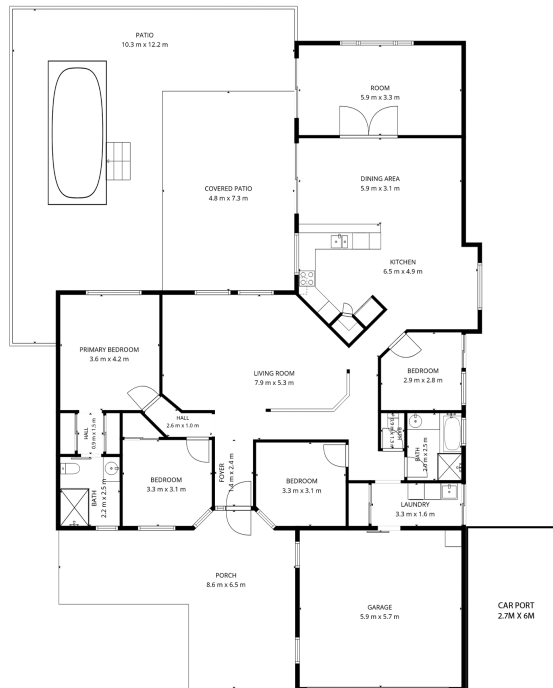 PATIO
10.3 m x 12.2 m
ROOM
5.9 m x 3.3 m
COVERED PATIO
4.8 m x 7.3 m
DINING AREA
5.9 m x 3.1 m
KITCHEN
6.5 m x 4.9 m
PRIMARY BEDROOM
3.6 m x 4.2 m
LIVING ROOM
7.9 m x 5.3 m
BEDROOM
2.9 m x 2.8 m
HALL
2.6 m x 1.0 m
HALL
0.9 m x 1.5 m
BATH
2.2 m x 2.5 m
BEDROOM
3.3 m x 3.1 m
FOYER
1.4 m x 2.4 m
BEDROOM
3.3 m x 3.1 m
HALL
BATH
2.0 m x 2.5 m
LAUNDRY
3.3 m x 1.6 m
PORCH
8.6 m x 6.5 m
GARAGE
5.9 m x 5.7 m
CAR PORT
2.7M X 6M